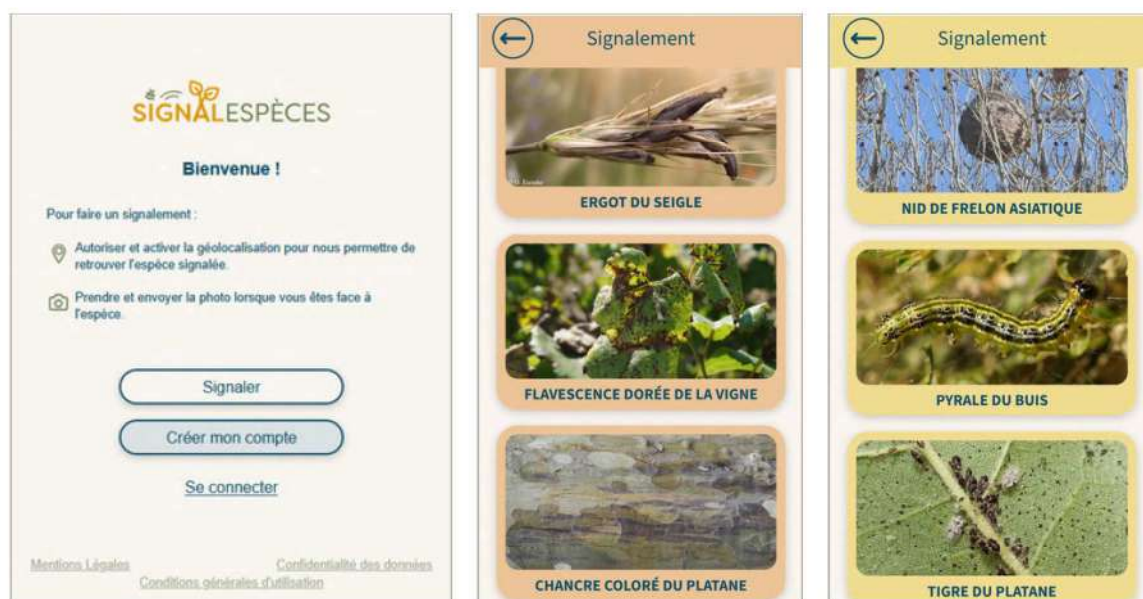 SIGNALESPÈCES
Bienvenue !
Pour faire un signalement :
Autoriser et activer la géolocalisation pour nous permettre de
retrouver l'espèce signalée.
Prendre et envoyer la photo lorsque vous êtes face à
l'espèce.
Signaler
Créer mon compte
Se connecter
Mentions Légales
Confidentialité des données
Conditions générales d'utilisation
Signalement
ERGOT DU SEIGLE
FLAVESCENCE DORÉE DE LA VIGNE
CHANCRE COLORÉ DU PLATANE
Signalement
NID DE FRELON ASIATIQUE
PYRALE DU BUIS
TIGRE DU PLATANE